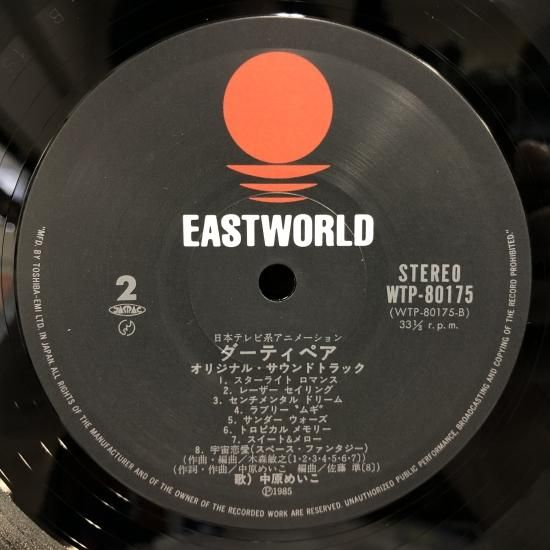 EASTWORLD
2
JASRAC
STEREO
WTP-80175
(WTP-80175-B)
33⅓ r.p.m.
日本テレビ系アニメーション
ダーティペア
オリジナル・サウンドトラック
1. スターライト ロマンス
2. レーザー セイリング
3. センチメンタル ドリーム
4. ラブリー "ムギ"
5. サンダー ウォーズ
6. トロピカル メモリー
7. スイート&メロー
8. 宇宙恋愛(スペース・ファンタジー)
(作曲・編曲/木森敏之(1・2・3・4・5・6・7))
(作詞・作曲/中原めいこ 編曲/佐藤 準(8))
歌)中原めいこ
Ⓟ1985
"MFD. BY TOSHIBA-EMI LTD. IN JAPAN. ALL RIGHTS OF THE MANUFACTURER AND OF THE OWNER OF THE RECORDED WORK ARE RESERVED. UNAUTHORIZED PUBLIC PERFORMANCE, BROADCASTING AND COPYING OF THE RECORD PROHIBITED."